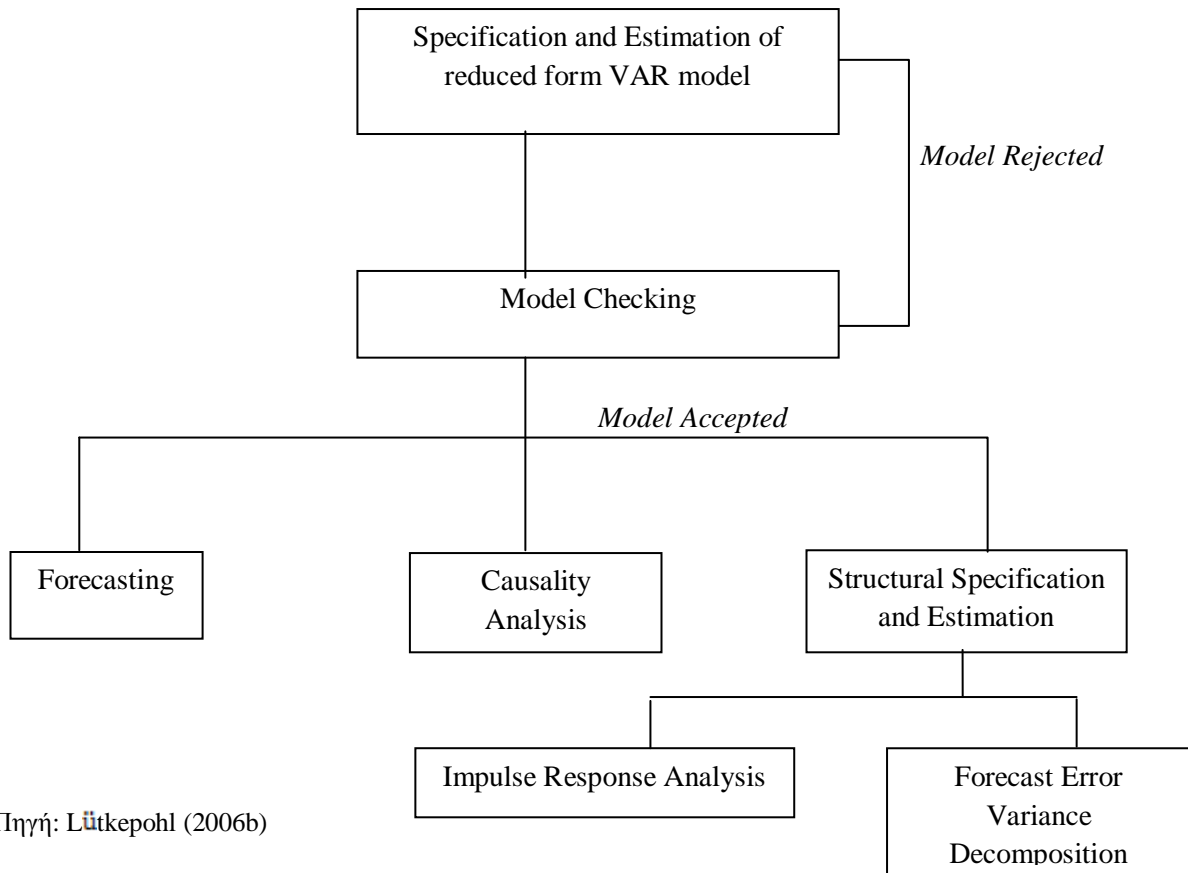 Specification and Estimation of
reduced form VAR model
Model Rejected
Model Checking
Model Accepted
Forecasting
Causality
Analysis
Structural Specification
and Estimation
Impulse Response Analysis
Forecast Error
Variance
Decomposition
Πηγή: Lütkepohl (2006b)